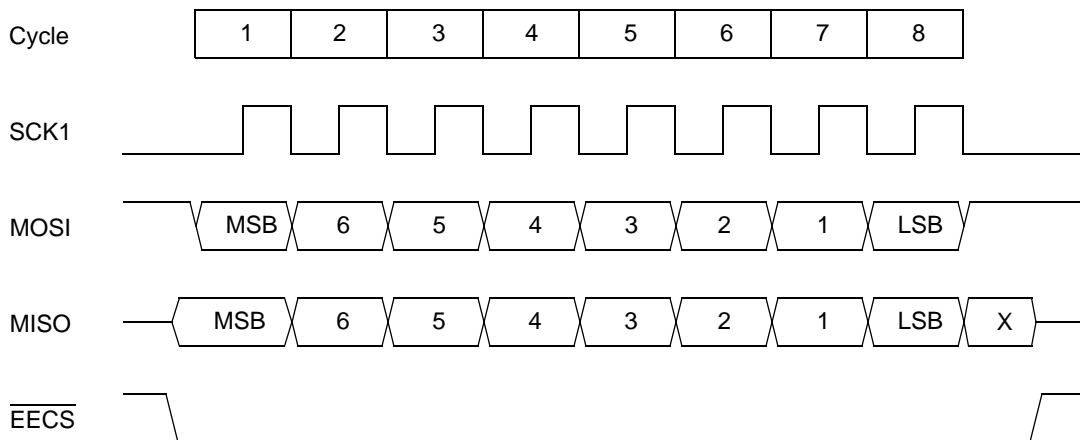 Cycle 1 2 3 4 5 6 7 8
SCK1
MOSI MSB 6 5 4 3 2 1 LSB
MISO MSB 6 5 4 3 2 1 LSB X
EECS